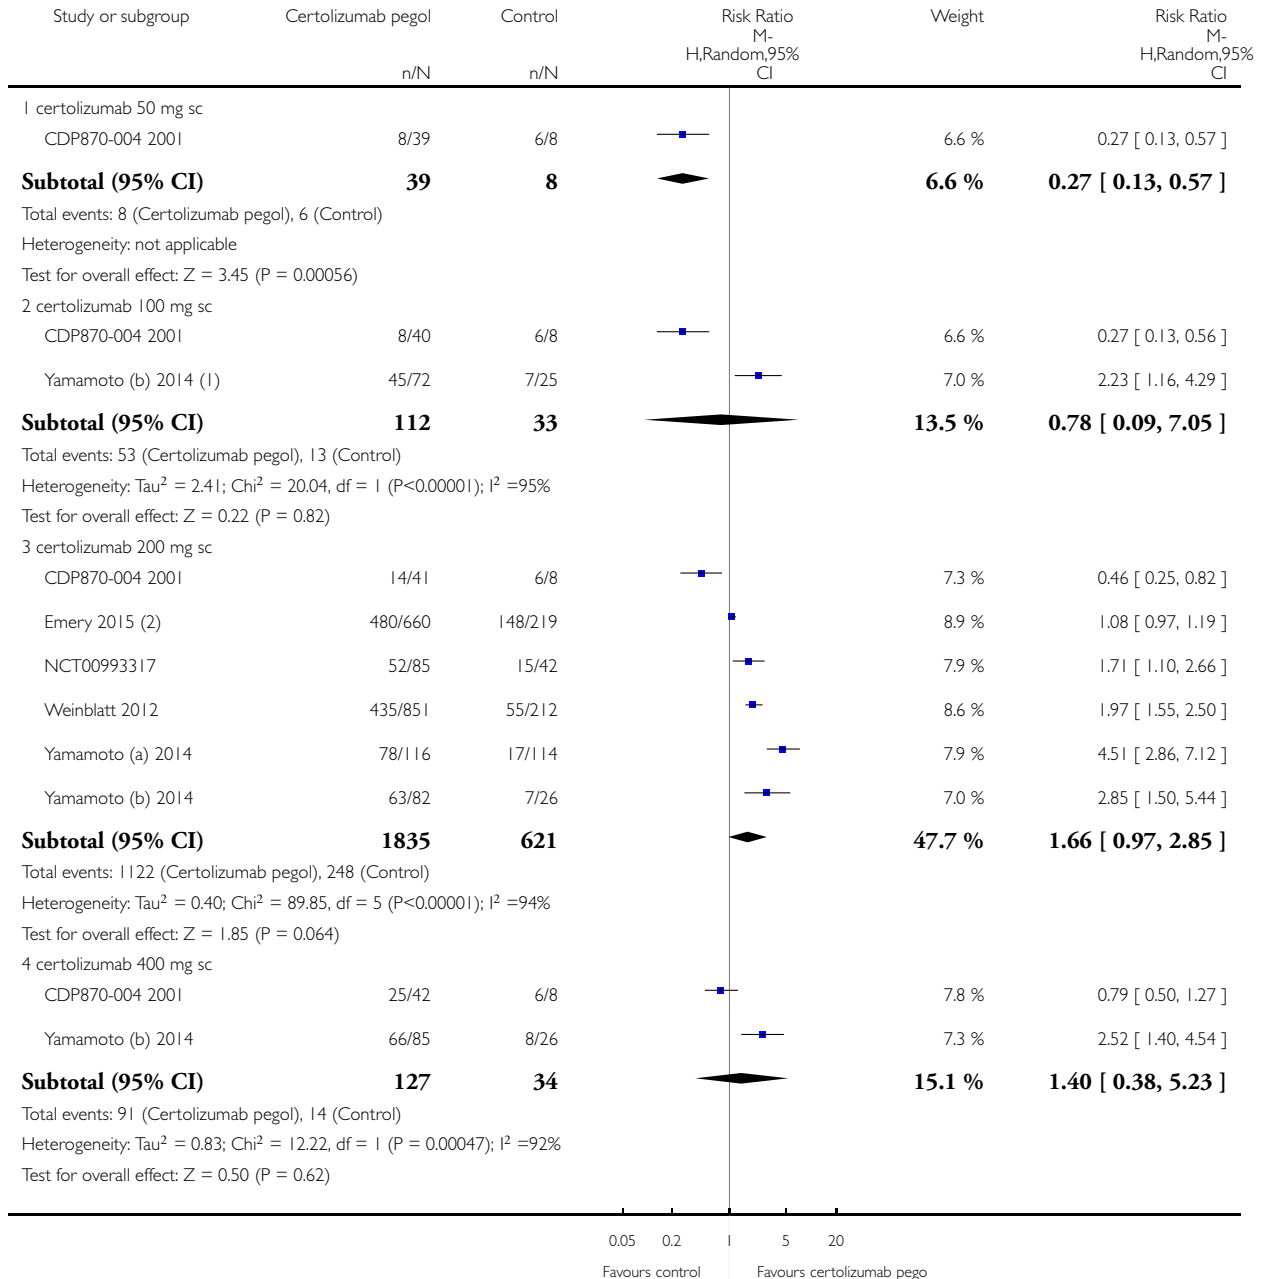 Study or subgroup Certolizumab pegol Control Risk Ratio Weight Risk Ratio
M- M-
H,Random,95% H,Random,95%
n/N n/N CI CI
1 certolizumab 50 mg sc
CDP870-004 2001 8/39 6/8 6.6 % 0.27 [ 0.13, 0.57 ]
Subtotal (95% CI) 39 8 6.6 % 0.27 [ 0.13, 0.57 ]
Total events: 8 (Certolizumab pegol), 6 (Control)
Heterogeneity: not applicable
Test for overall effect: Z = 3.45 (P = 0.00056)
2 certolizumab 100 mg sc
CDP870-004 2001 8/40 6/8 6.6 % 0.27 [ 0.13, 0.56 ]
Yamamoto (b) 2014 (1) 45/72 7/25 7.0 % 2.23 [ 1.16, 4.29 ]
Subtotal (95% CI) 112 33 13.5 % 0.78 [ 0.09, 7.05 ]
Total events: 53 (Certolizumab pegol), 13 (Control)
Heterogeneity: Tau² = 2.41; Chi² = 20.04, df = 1 (P<0.00001); I² =95%
Test for overall effect: Z = 0.22 (P = 0.82)
3 certolizumab 200 mg sc
CDP870-004 2001 14/41 6/8 7.3 % 0.46 [ 0.25, 0.82 ]
Emery 2015 (2) 480/660 148/219 8.9 % 1.08 [ 0.97, 1.19 ]
NCT00993317 52/85 15/42 7.9 % 1.71 [ 1.10, 2.66 ]
Weinblatt 2012 435/851 55/212 8.6 % 1.97 [ 1.55, 2.50 ]
Yamamoto (a) 2014 78/116 17/114 7.9 % 4.51 [ 2.86, 7.12 ]
Yamamoto (b) 2014 63/82 7/26 7.0 % 2.85 [ 1.50, 5.44 ]
Subtotal (95% CI) 1835 621 47.7 % 1.66 [ 0.97, 2.85 ]
Total events: 1122 (Certolizumab pegol), 248 (Control)
Heterogeneity: Tau² = 0.40; Chi² = 89.85, df = 5 (P<0.00001); I² =94%
Test for overall effect: Z = 1.85 (P = 0.064)
4 certolizumab 400 mg sc
CDP870-004 2001 25/42 6/8 7.8 % 0.79 [ 0.50, 1.27 ]
Yamamoto (b) 2014 66/85 8/26 7.3 % 2.52 [ 1.40, 4.54 ]
Subtotal (95% CI) 127 34 15.1 % 1.40 [ 0.38, 5.23 ]
Total events: 91 (Certolizumab pegol), 14 (Control)
Heterogeneity: Tau² = 0.83; Chi² = 12.22, df = 1 (P = 0.00047); I² =92%
Test for overall effect: Z = 0.50 (P = 0.62)
0.05 0.2 1 5 20
Favours control Favours certolizumab pego